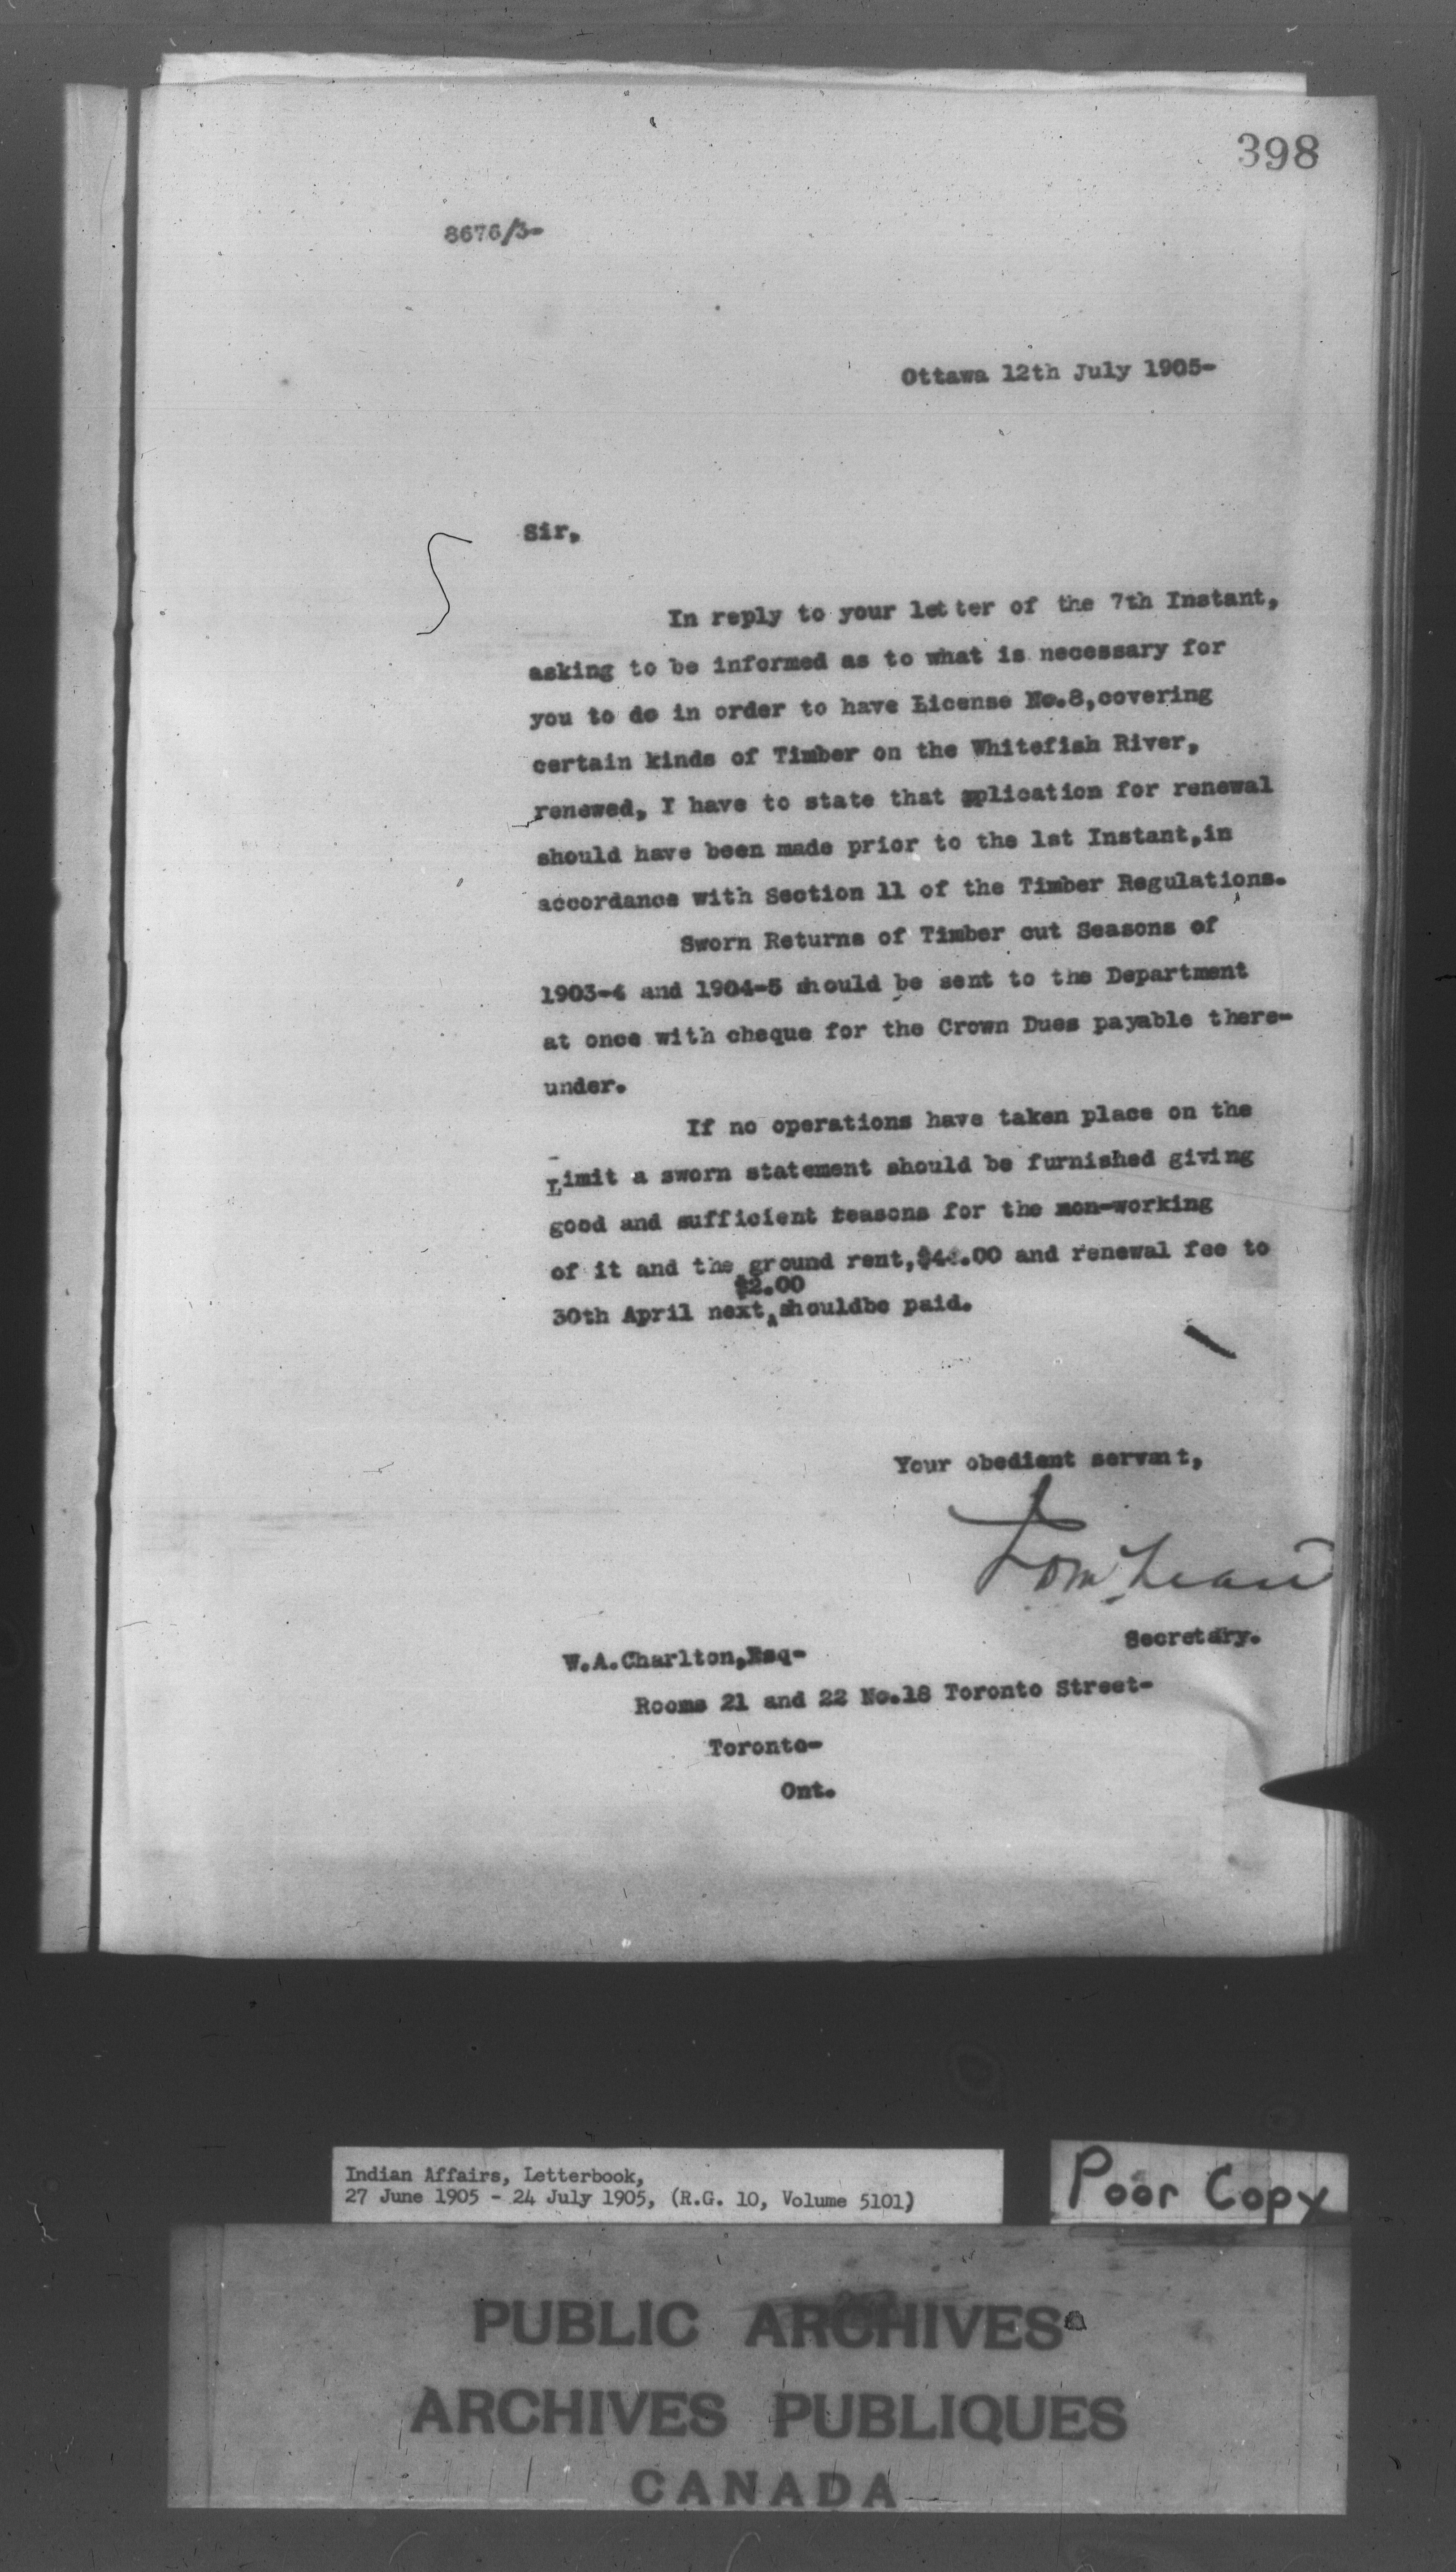 398
8676/3-
Ottawa 12th July 1905-
Sir,
In reply to your letter of the 7th Instant,
asking to be informed as to what is necessary for
you to do in order to have License No.8,covering
certain kinds of Timber on the Whitefish River,
renewed, I have to state that application for renewal
should have been made prior to the 1st Instant,in
accordance with Section 11 of the Timber Regulations.
Sworn Returns of Timber cut Seasons of
1903-4 and 1904-5 should be sent to the Department
at once with cheque for the Crown Dues payable there-
under.
If no operations have taken place on the
Limit a sworn statement should be furnished giving
good and sufficient reasons for the non-working
of it and the ground rent, and renewal fee to
$2.00
30th April next shouldbe paid.
Your obedient servant,
Secretary.
W.A.Charlton,Esq-
Rooms 21 and 22 No.18 Toronto Street-
Toronto-
Ont.
Indian Affairs, Letterbook,
27 June 1905 - 24 July 1905, (R.G. 10, Volume 5101)
Poor Copy
PUBLIC ARCHIVES
ARCHIVES PUBLIQUES
CANADA